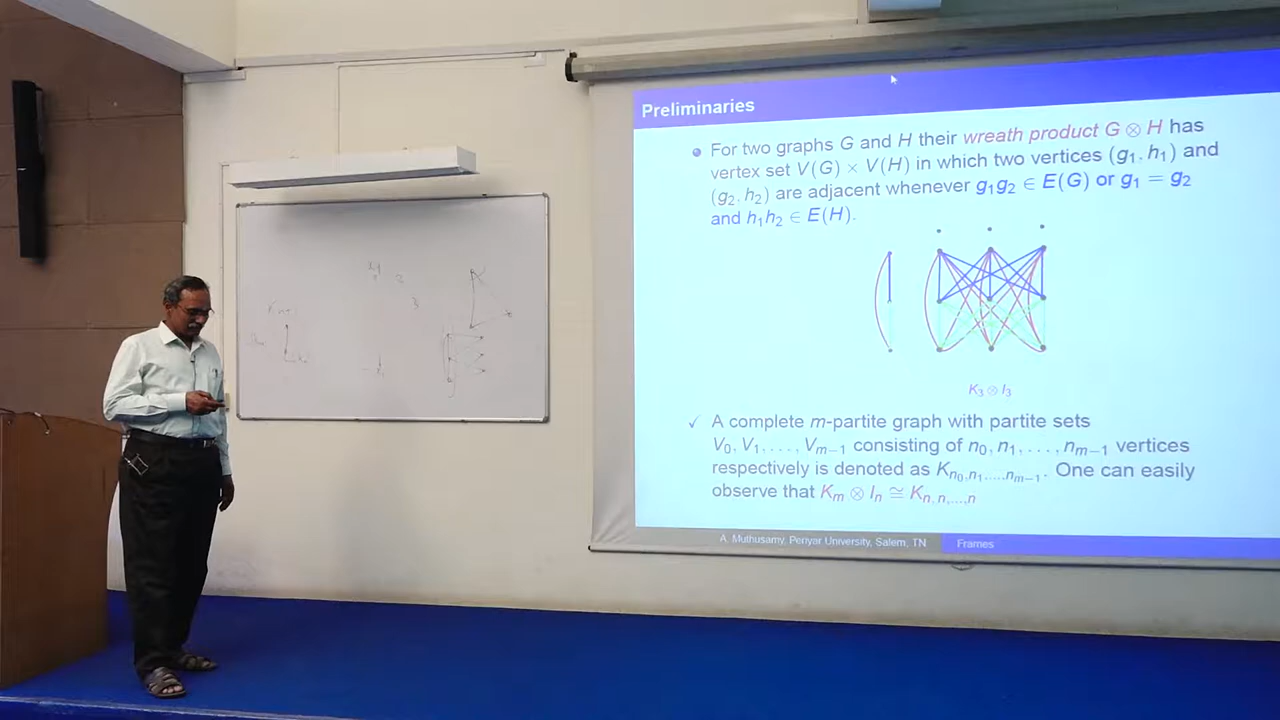 Preliminaries
For two graphs G and H their wreath product G ⊗ H has
vertex set V(G) × V(H) in which two vertices (g₁, h₁) and
(g₂, h₂) are adjacent whenever g₁g₂ ∈ E(G) or g₁ = g₂
and h₁h₂ ∈ E(H).
K₃ ⊗ I₃
✓ A complete m-partite graph with partite sets
V₀, V₁, . . . , Vₘ₋₁ consisting of n₀, n₁, . . . , nₘ₋₁ vertices
respectively is denoted as K_{n₀,n₁,...,nₘ₋₁}. One can easily
observe that Kₘ ⊗ Iₙ ≅ K_{n,n,...,n}
A. Muthusamy, Periyar University, Salem, TN
Frames